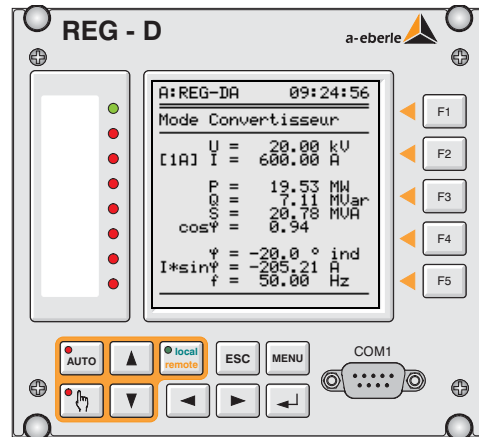 REG - D
a-eberle
A:REG-DA 09:24:56
Mode Convertisseur
U = 20.00 kV
[1A] I = 600.00 A
P = 19.53 MW
Q = 7.11 MVar
S = 20.78 MVA
cosφ = 0.94
φ = -20.0 ° ind
I*sinφ = -205.21 A
f = 50.00 Hz
F1
F2
F3
F4
F5
AUTO
local
remote
ESC
MENU
COM1